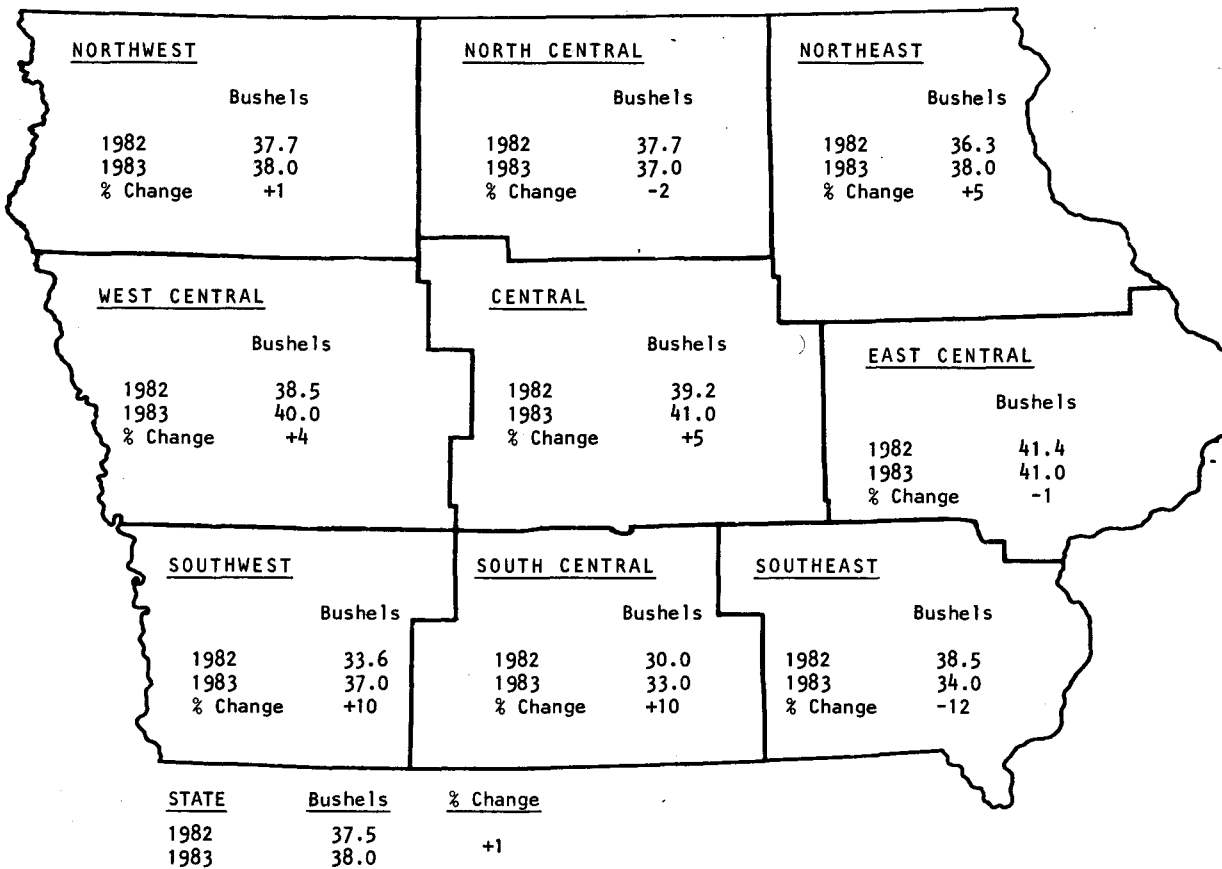 NORTHWEST
Bushels
1982 37.7
1983 38.0
% Change +1
NORTH CENTRAL
Bushels
1982 37.7
1983 37.0
% Change -2
NORTHEAST
Bushels
1982 36.3
1983 38.0
% Change +5
WEST CENTRAL
Bushels
1982 38.5
1983 40.0
% Change +4
CENTRAL
Bushels
1982 39.2
1983 41.0
% Change +5
EAST CENTRAL
Bushels
1982 41.4
1983 41.0
% Change -1
SOUTHWEST
Bushels
1982 33.6
1983 37.0
% Change +10
SOUTH CENTRAL
Bushels
1982 30.0
1983 33.0
% Change +10
SOUTHEAST
Bushels
1982 38.5
1983 34.0
% Change -12
STATE Bushels % Change
1982 37.5
+1
1983 38.0